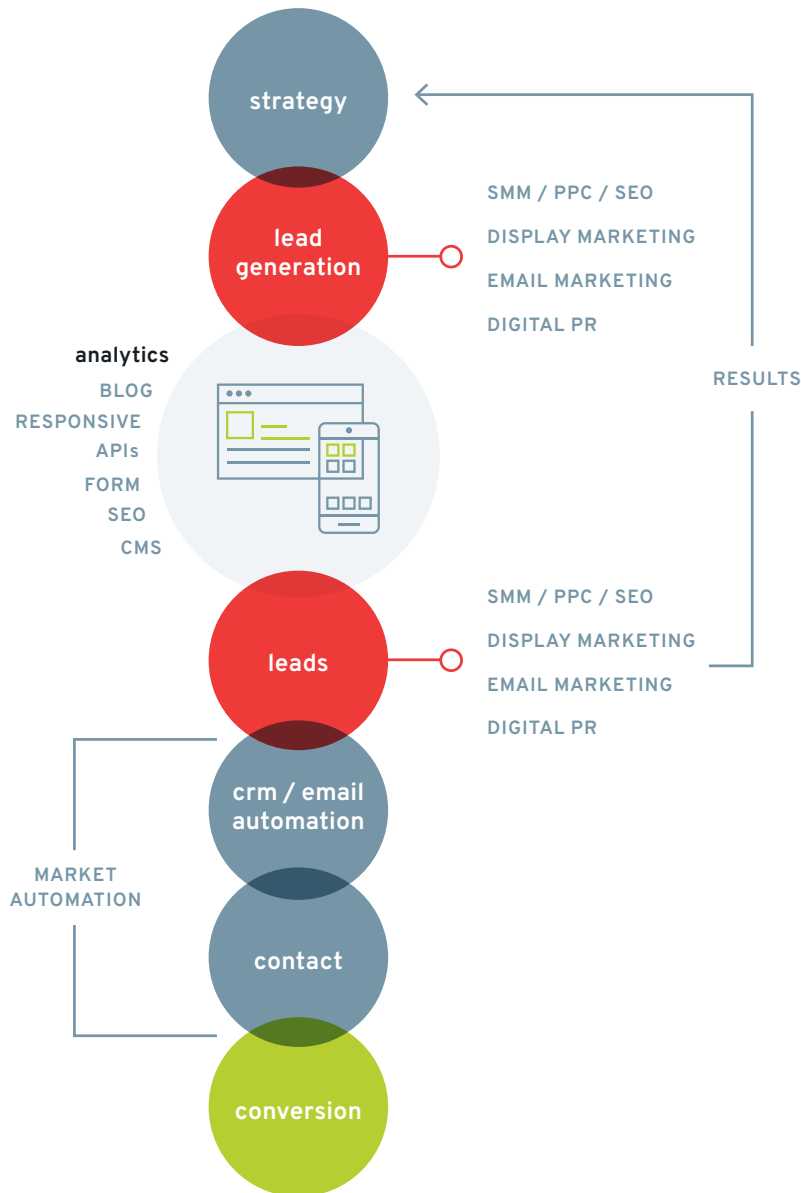 strategy
lead
generation
SMM / PPC / SEO
DISPLAY MARKETING
EMAIL MARKETING
DIGITAL PR
RESULTS
analytics
BLOG
RESPONSIVE
APIs
FORM
SEO
CMS
leads
SMM / PPC / SEO
DISPLAY MARKETING
EMAIL MARKETING
DIGITAL PR
crm / email
automation
MARKET
AUTOMATION
contact
conversion